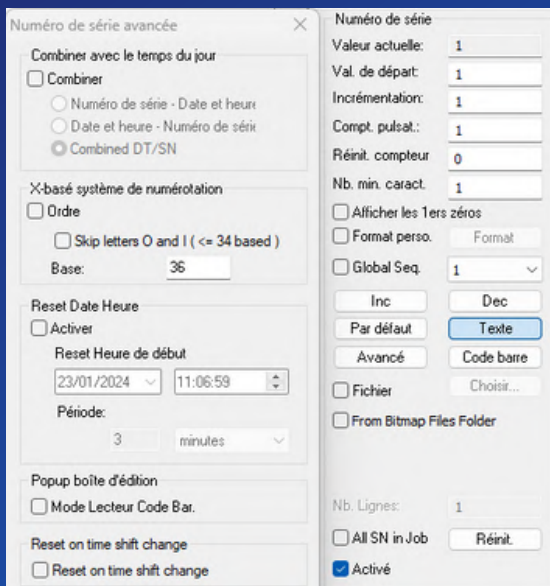 Numéro de série avancée
Combiner avec le temps du jour
Combiner
Numéro de série - Date et heure
Date et heure - Numéro de série
Combined DT/SN
X-basé système de numérotation
Ordre
Skip letters O and I ( <= 34 based )
Base: 36
Reset Date Heure
Activer
Reset Heure de début
23/01/2024 11:06:59
Période:
3 minutes
Popup boîte d'édition
Mode Lecteur Code Bar.
Reset on time shift change
Reset on time shift change
Numéro de série
Valeur actuelle: 1
Val. de départ: 1
Incrémentation: 1
Compt. pulsat.: 1
Réinit. compteur 0
Nb. min. caract. 1
Afficher les 1ers zéros
Format perso. Format
Global Seq. 1
Inc Dec
Par défaut Texte
Avancé Code barre
Fichier Choisir...
From Bitmap Files Folder
Nb. Lignes: 1
All SN in Job Réinit.
Activé